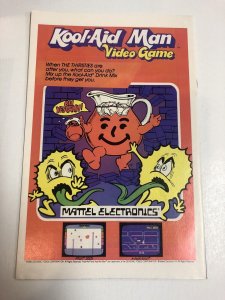 Kool-Aid Man
Video Game
When THE THIRSTIES are
after you, what can you do?
Mix up the Kool-Aid® Drink Mix
before they get you.
OH YEAH!!
MATTEL ELECTRONICS®